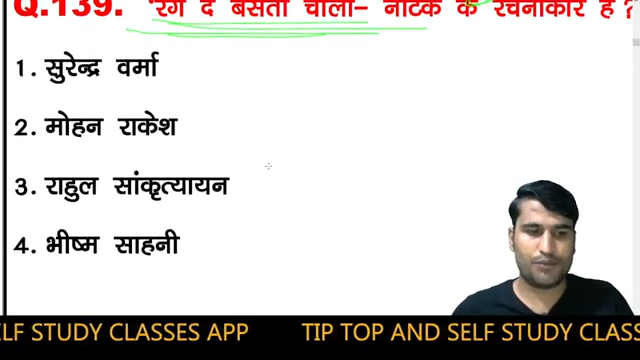 Q.139. 'रंग दे बसंती चोला- नाटक के रचनाकार है ?
1. सुरेन्द्र वर्मा
2. मोहन राकेश
3. राहुल सांकृत्यायन
4. भीष्म साहनी
ELF STUDY CLASSES APP TIP TOP AND SELF STUDY CLASS